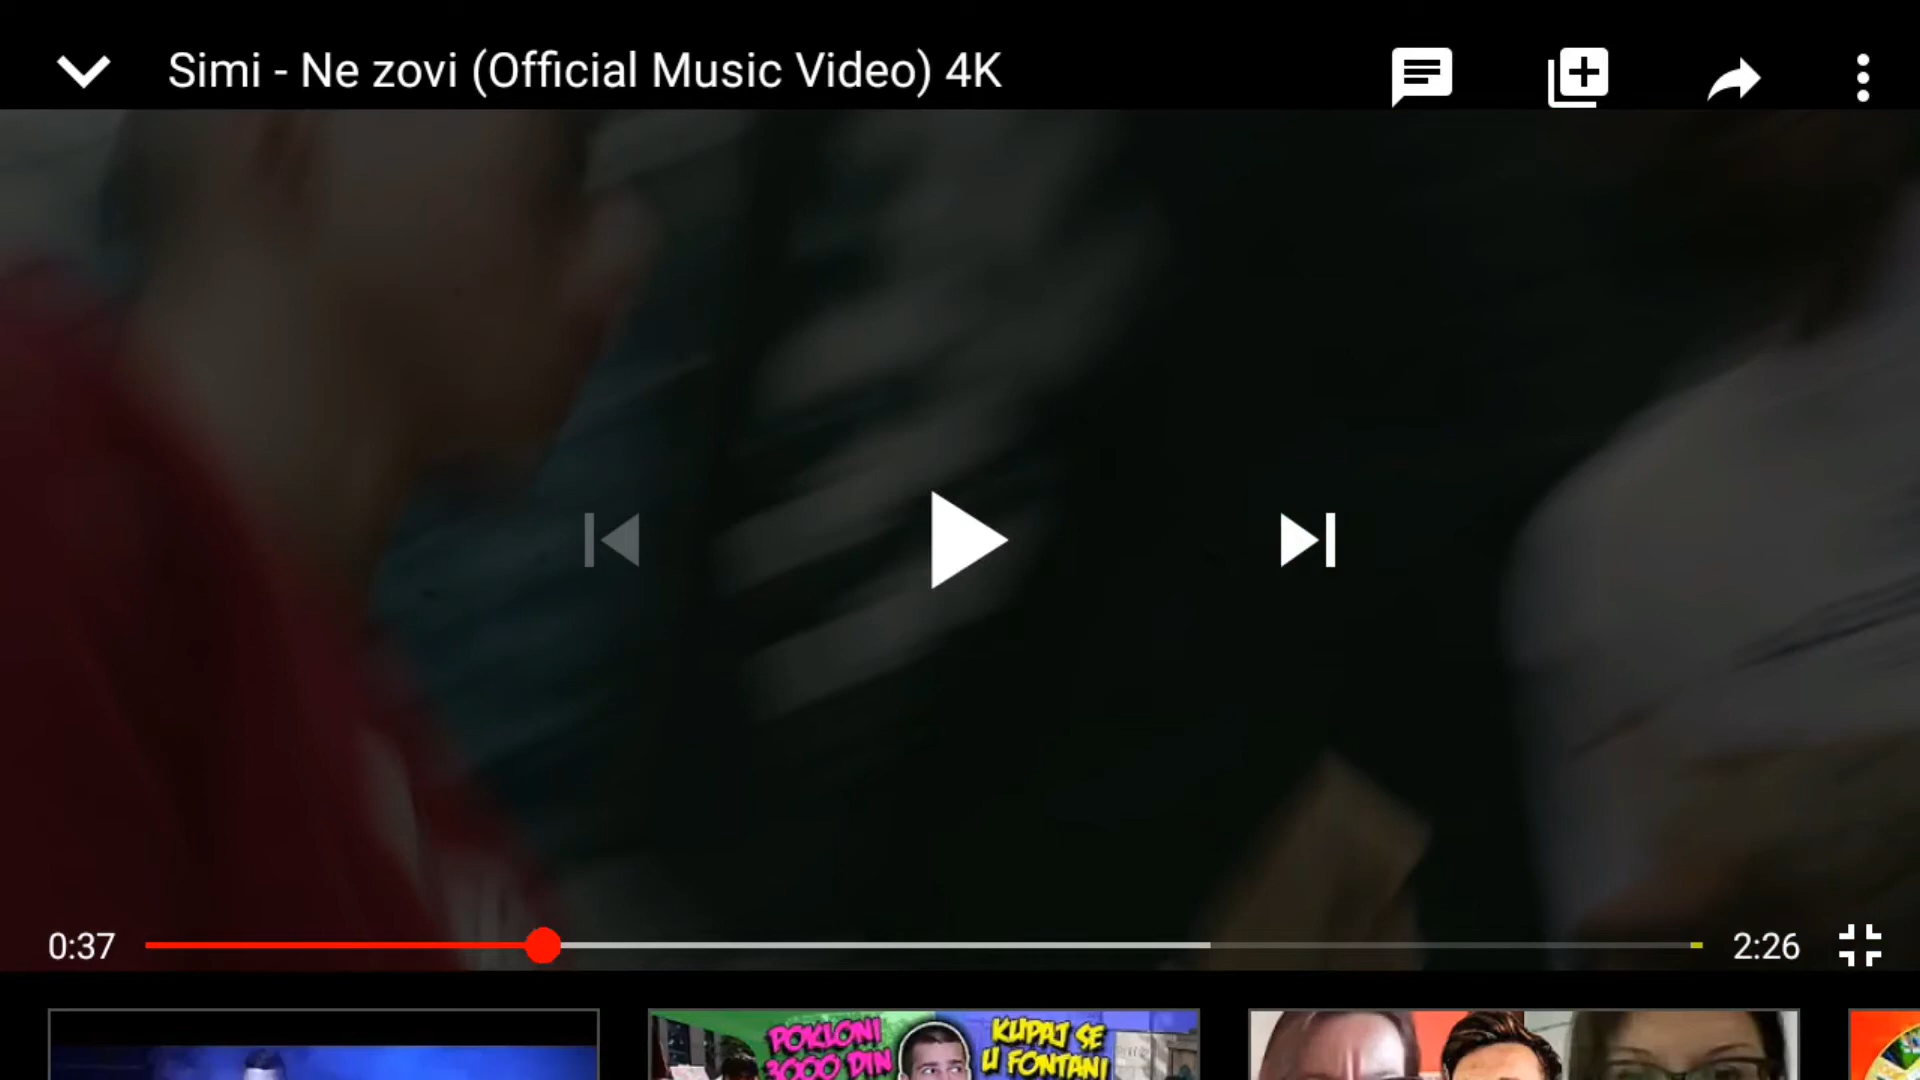 Simi - Ne zovi (Official Music Video) 4K
0:37
2:26
POKLONI
3000 DIN
KUPAJ SE
U FONTANI